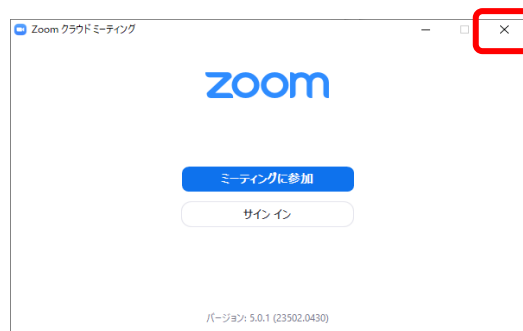 Zoom クラウドミーティング
zoom
ミーティングに参加
サイン イン
バージョン: 5.0.1 (23502.0430)